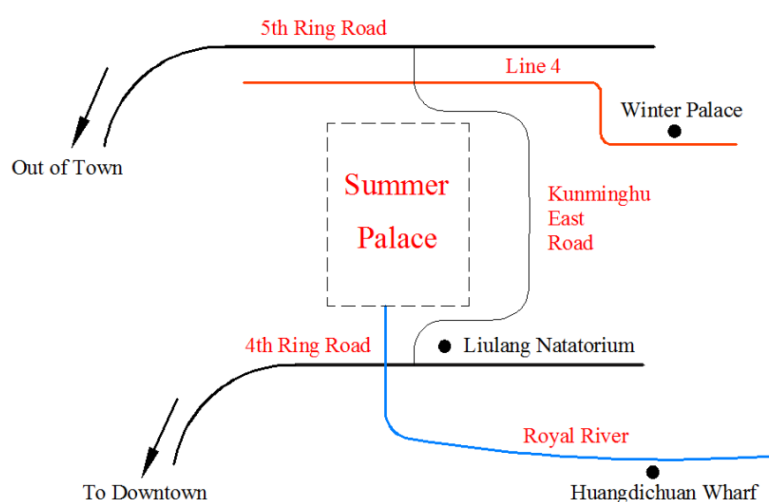 5th Ring Road
Line 4
Winter Palace
Out of Town
Summer
Palace
Kunminghu
East
Road
4th Ring Road
Liulang Natatorium
Royal River
To Downtown
Huangdichuan Wharf